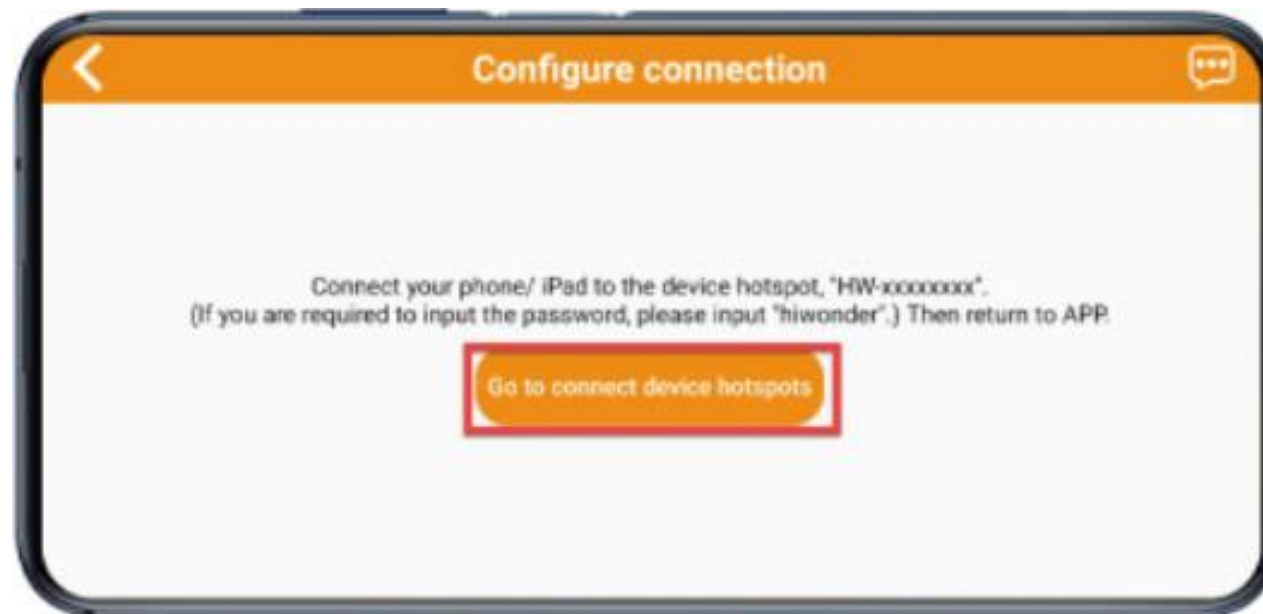 Configure connection
Connect your phone/ iPad to the device hotspot, "HW-xxxxxxxx".
(If you are required to input the password, please input "hiwonder".) Then return to APP.
Go to connect device hotspots